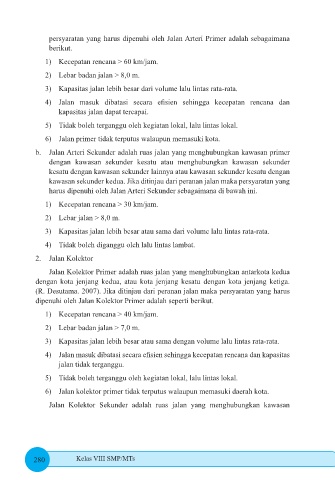 persyaratan yang harus dipenuhi oleh Jalan Arteri Primer adalah sebagaimana
berikut.
1) Kecepatan rencana > 60 km/jam.
2) Lebar badan jalan > 8,0 m.
3) Kapasitas jalan lebih besar dari volume lalu lintas rata-rata.
4) Jalan masuk dibatasi secara efisien sehingga kecepatan rencana dan
kapasitas jalan dapat tercapai.
5) Tidak boleh terganggu oleh kegiatan lokal, lalu lintas lokal.
6) Jalan primer tidak terputus walaupun memasuki kota.
b. Jalan Arteri Sekunder adalah ruas jalan yang menghubungkan kawasan primer
dengan kawasan sekunder kesatu atau menghubungkan kawasan sekunder
kesatu dengan kawasan sekunder lainnya atau kawasan sekunder kesatu dengan
kawasan sekunder kedua. Jika ditinjau dari peranan jalan maka persyaratan yang
harus dipenuhi oleh Jalan Arteri Sekunder sebagaimana di bawah ini.
1) Kecepatan rencana > 30 km/jam.
2) Lebar jalan > 8,0 m.
3) Kapasitas jalan lebih besar atau sama dari volume lalu lintas rata-rata.
4) Tidak boleh diganggu oleh lalu lintas lambat.
2. Jalan Kolektor
Jalan Kolektor Primer adalah ruas jalan yang menghubungkan antarkota kedua
dengan kota jenjang kedua, atau kota jenjang kesatu dengan kota jenjang ketiga.
(R. Desutama. 2007). Jika ditinjau dari peranan jalan maka persyaratan yang harus
dipenuhi oleh Jalan Kolektor Primer adalah seperti berikut.
1) Kecepatan rencana > 40 km/jam.
2) Lebar badan jalan > 7,0 m.
3) Kapasitas jalan lebih besar atau sama dengan volume lalu lintas rata-rata.
4) Jalan masuk dibatasi secara efisien sehingga kecepatan rencana dan kapasitas
jalan tidak terganggu.
5) Tidak boleh terganggu oleh kegiatan lokal, lalu lintas lokal.
6) Jalan kolektor primer tidak terputus walaupun memasuki daerah kota.
Jalan Kolektor Sekunder adalah ruas jalan yang menghubungkan kawasan
280 Kelas VIII SMP/MTs